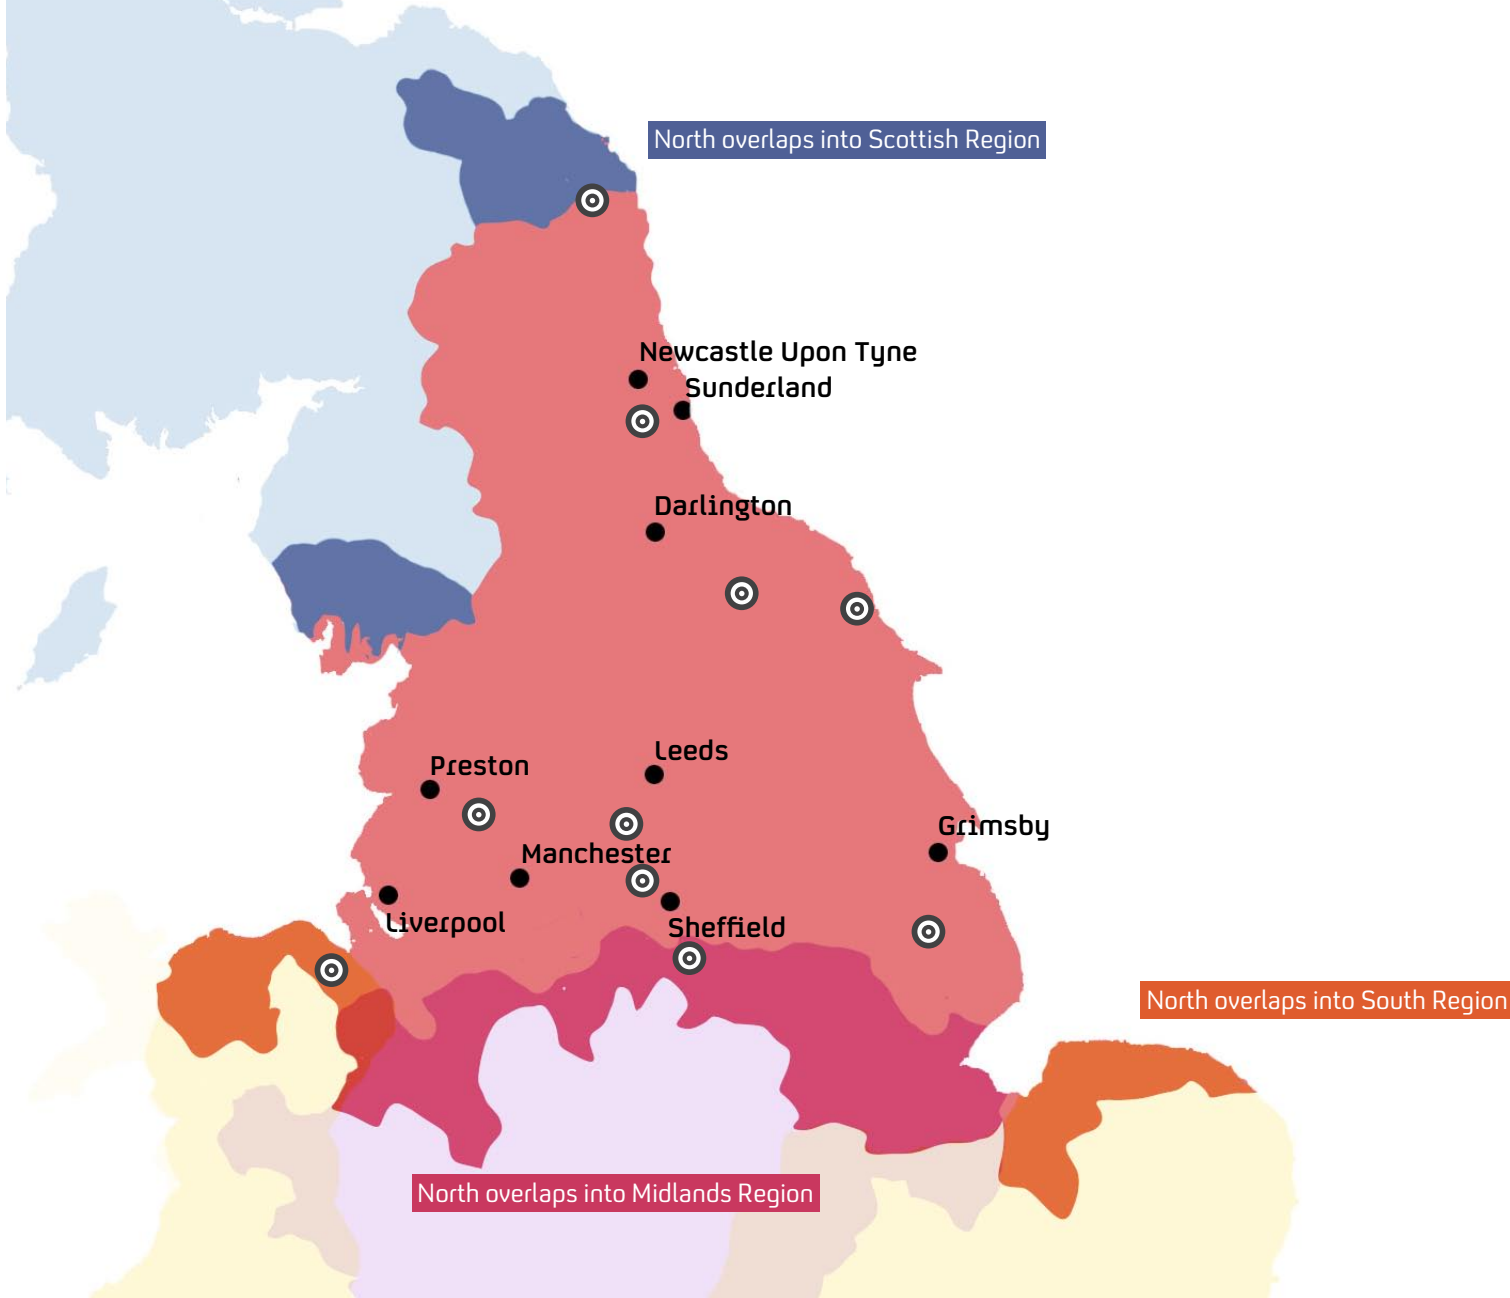 North overlaps into Scottish Region
Newcastle Upon Tyne
Sunderland
Darlington
Leeds
Preston
Grimsby
Manchester
Liverpool
Sheffield
North overlaps into South Region
North overlaps into Midlands Region